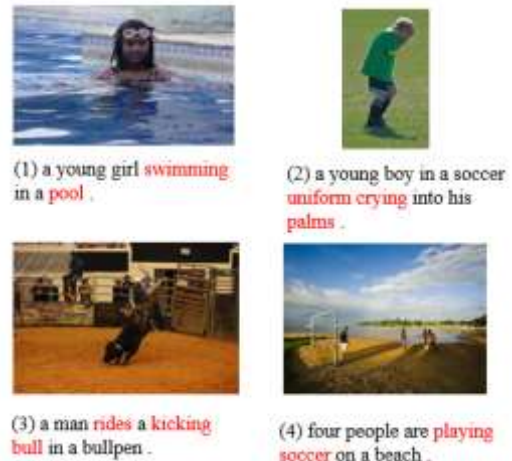 (1) a young girl swimming
in a pool .
(2) a young boy in a soccer
uniform crying into his
palms .
(3) a man rides a kicking
bull in a bullpen .
(4) four people are playing
soccer on a beach .